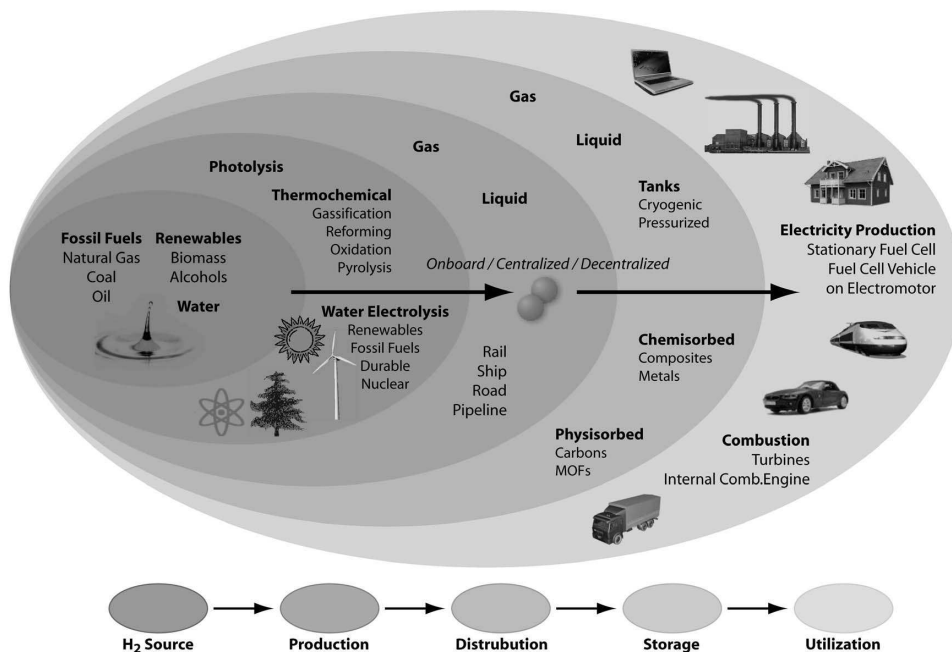 Gas
Gas
Liquid
Photolysis
Thermochemical
Gassification
Reforming
Oxidation
Pyrolysis
Liquid
Tanks
Cryogenic
Pressurized
Fossil Fuels
Natural Gas
Coal
Oil
Renewables
Biomass
Alcohols
Water
Electricity Production
Stationary Fuel Cell
Fuel Cell Vehicle
on Electromotor
Onboard / Centralized / Decentralized
Water Electrolysis
Renewables
Fossil Fuels
Durable
Nuclear
Rail
Ship
Road
Pipeline
Chemisorbed
Composites
Metals
Physisorbed
Carbons
MOFs
Combustion
Turbines
Internal Comb.Engine
H2 Source
Production
Distrubution
Storage
Utilization